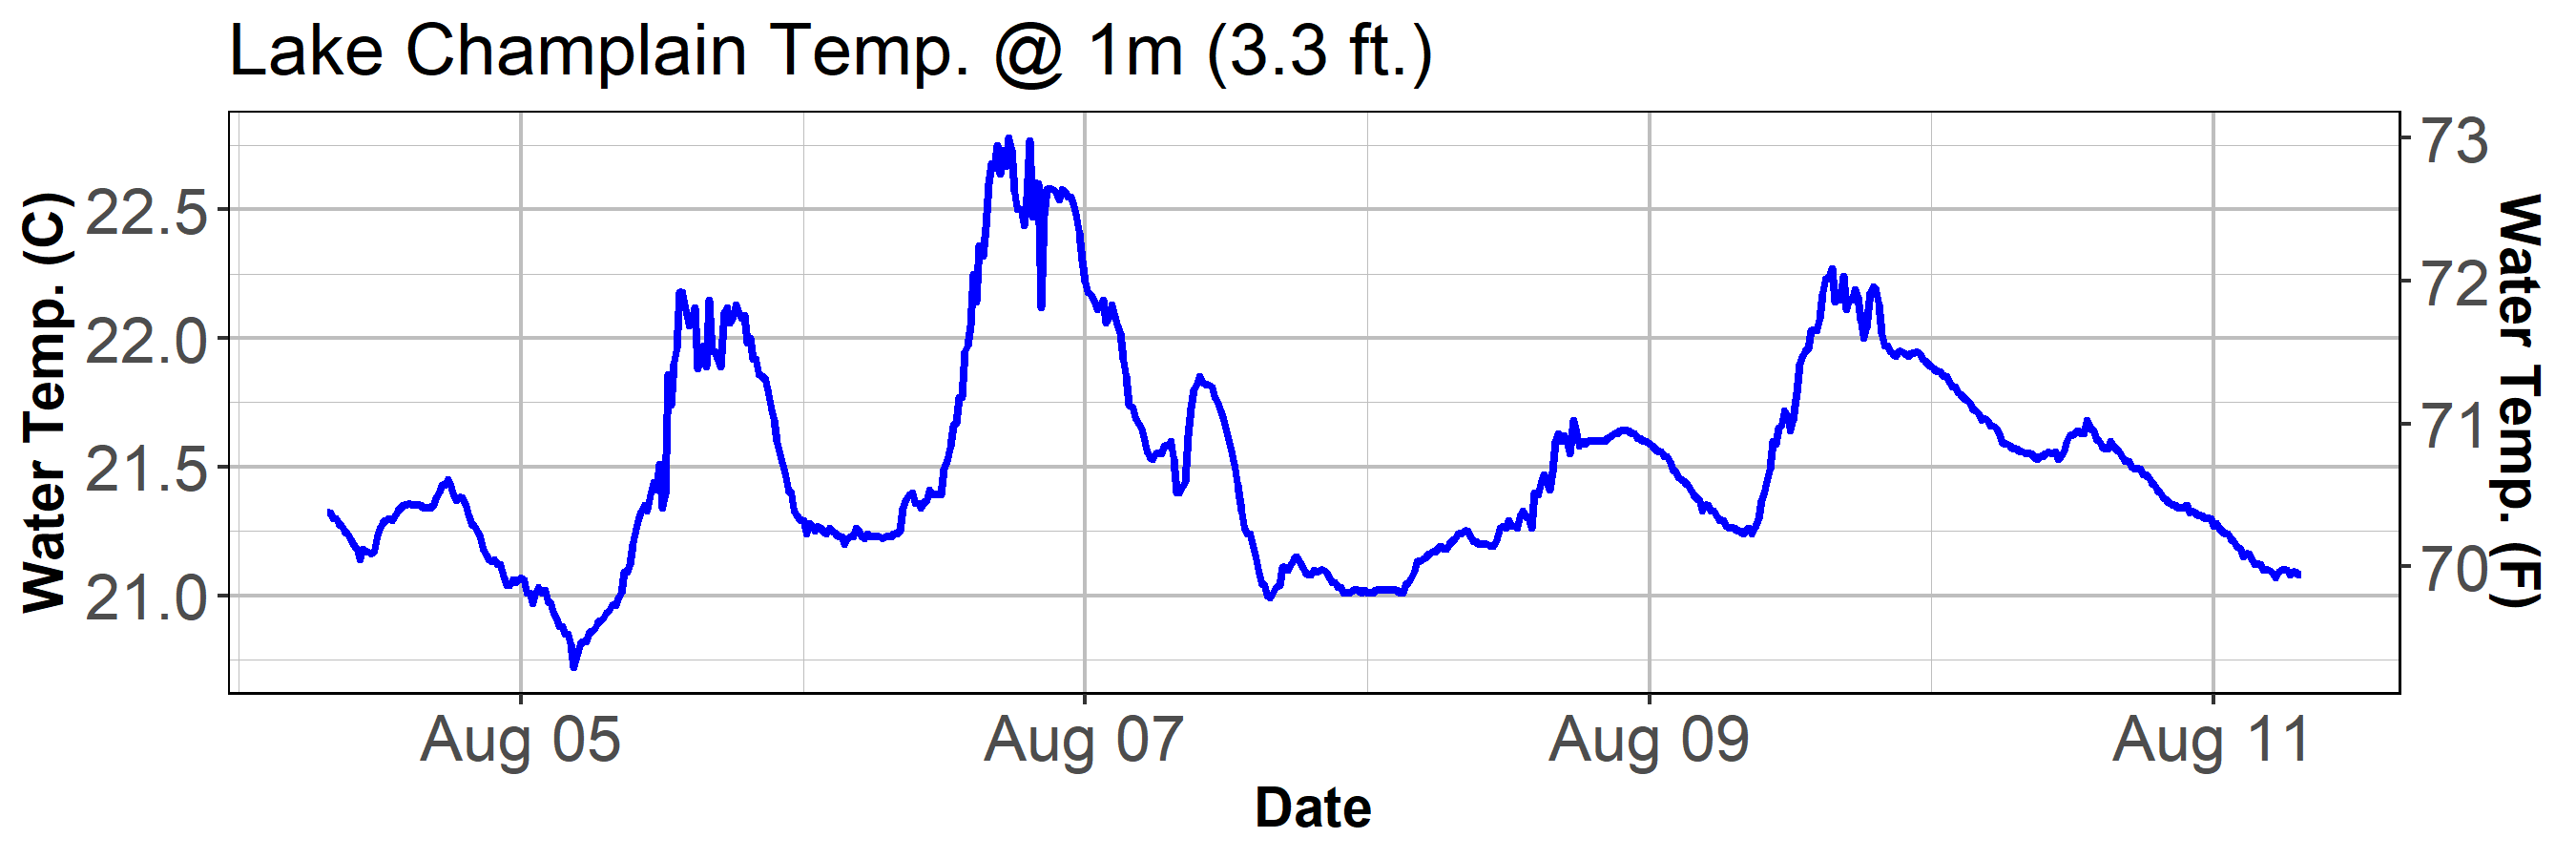 Lake Champlain Temp. @ 1m (3.3 ft.)
Water Temp. (C)
22.5
22.0
21.5
21.0
73
72
71
70
Water Temp. (F)
Aug 05
Aug 07
Aug 09
Aug 11
Date